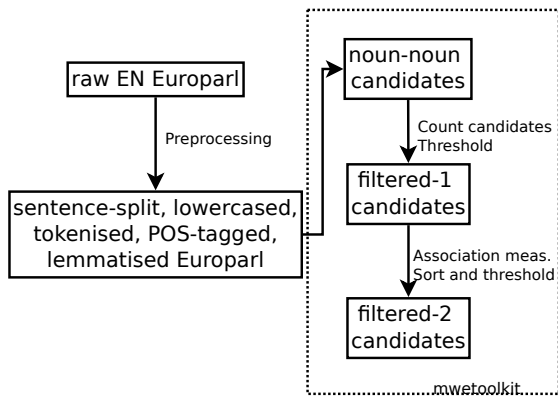 raw EN Europarl
Preprocessing
sentence-split, lowercased,
tokenised, POS-tagged,
lemmatised Europarl
noun-noun
candidates
Count candidates
Threshold
filtered-1
candidates
Association meas.
Sort and threshold
filtered-2
candidates
mwetoolkit